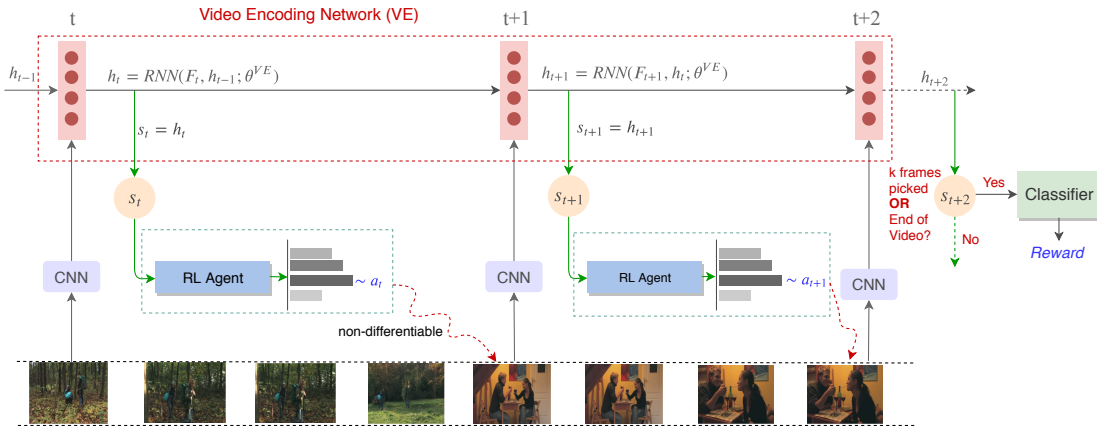 t
Video Encoding Network (VE)
t+1
t+2
h_{t-1}
h_t = RNN(F_t, h_{t-1}; θ^{VE})
h_{t+1} = RNN(F_{t+1}, h_t; θ^{VE})
h_{t+2}
s_t = h_t
s_{t+1} = h_{t+1}
s_t
s_{t+1}
k frames
picked
OR
End of
Video?
s_{t+2}
Yes
Classifier
No
Reward
CNN
RL Agent
~ a_t
CNN
RL Agent
~ a_{t+1}
CNN
non-differentiable